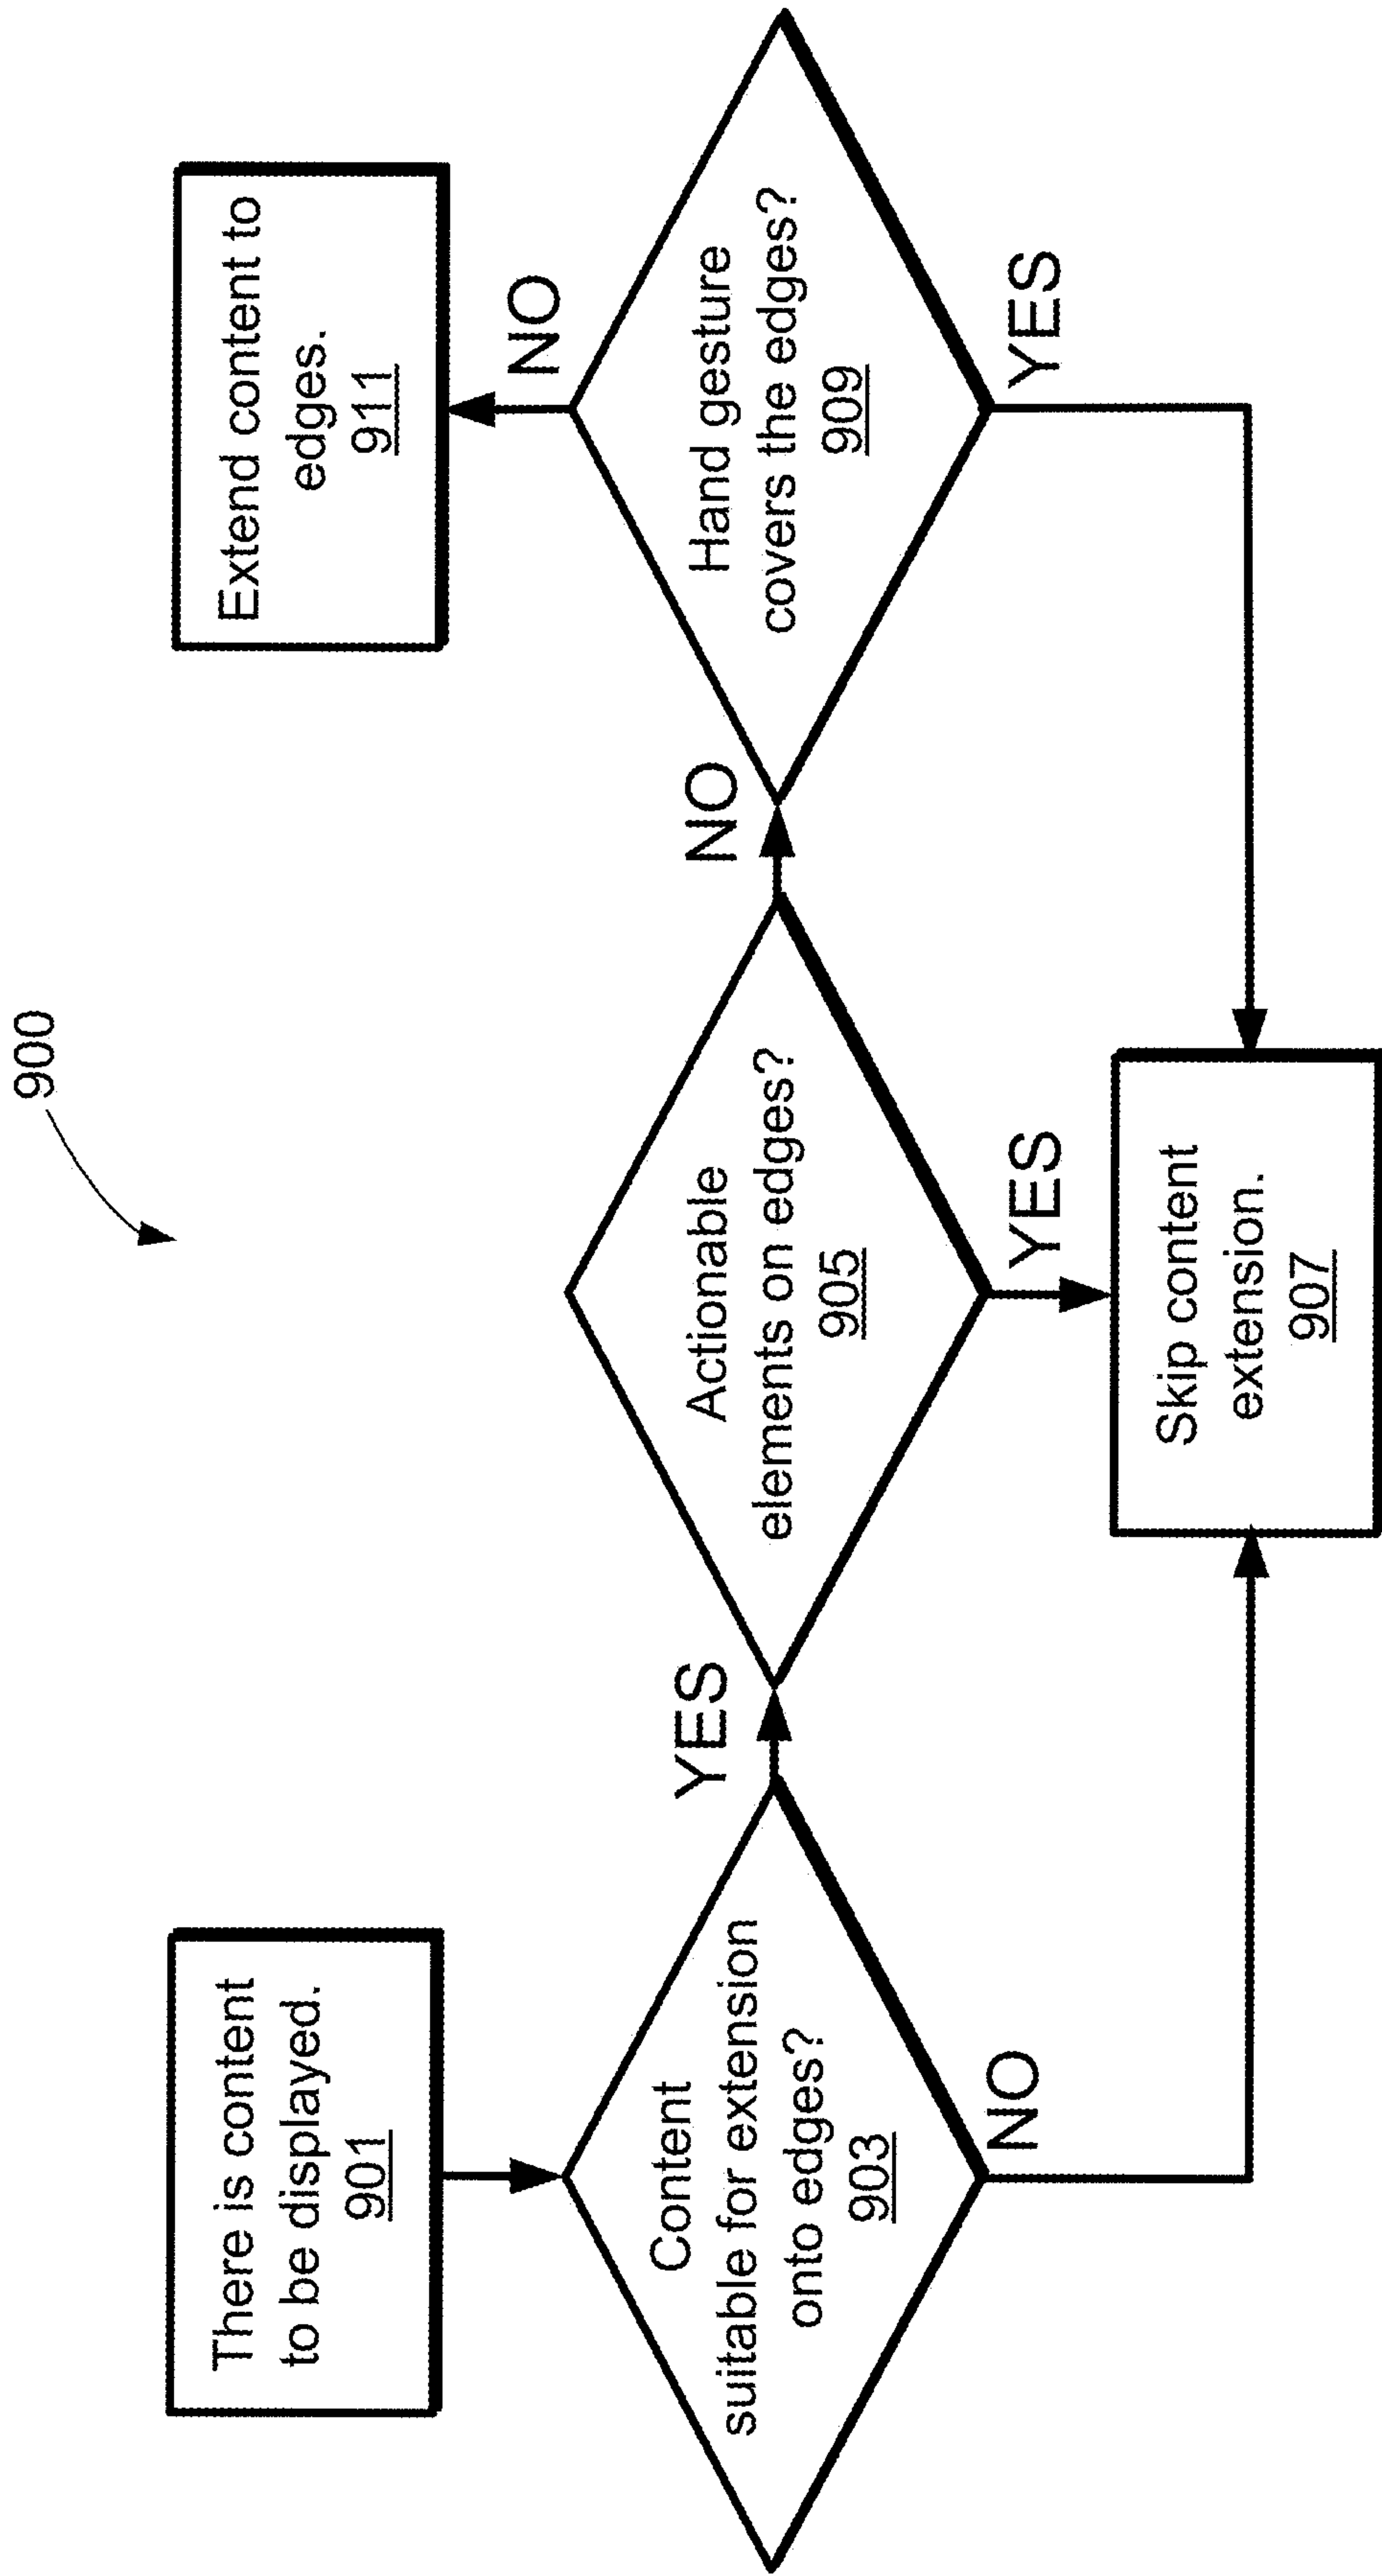 900
There is content
to be displayed.
901
Extend content to
edges.
911
Content
suitable for extension
onto edges?
903
YES
Actionable
elements on edges?
905
NO
Hand gesture
covers the edges?
909
NO
NO
YES
YES
Skip content
extension.
907